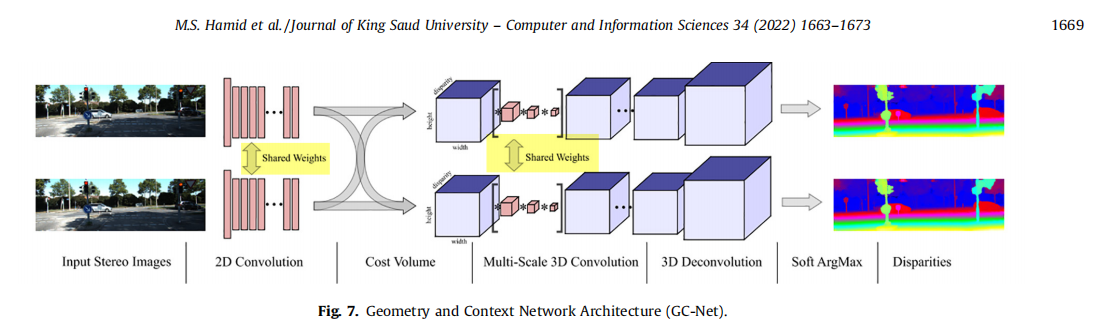 M.S. Hamid et al./Journal of King Saud University – Computer and Information Sciences 34 (2022) 1663–1673 1669
disparity
height
width
Shared Weights
Shared Weights
disparity
height
width
Input Stereo Images 2D Convolution Cost Volume Multi-Scale 3D Convolution 3D Deconvolution Soft ArgMax Disparities
Fig. 7. Geometry and Context Network Architecture (GC-Net).